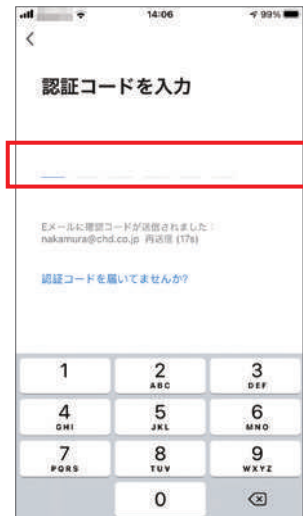 14:06
99%
認証コードを入力
Eメールに確認コードが送信されました:
nakamura@chd.co.jp 再送信 (17s)
認証コードを届いてませんか?
1 2 3
ABC DEF
4 5 6
GHI JKL MNO
7 8 9
PQRS TUV WXYZ
0